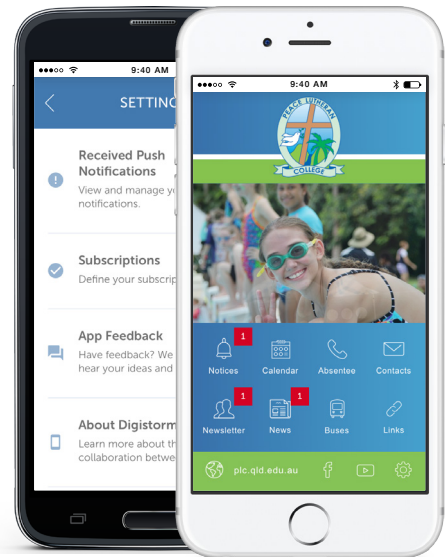 9:40 AM
SETTING
Received Push
Notifications
View and manage yo
notifications.
Subscriptions
Define your subscrip
App Feedback
Have feedback? We
hear your ideas and
About Digistorm
Learn more about th
collaboration betwe
9:40 AM
PEACE LUTHERAN
COLLEGE
1
Notices
Calendar
Absentee
Contacts
1
1
Newsletter
News
Buses
Links
plc.qld.edu.au